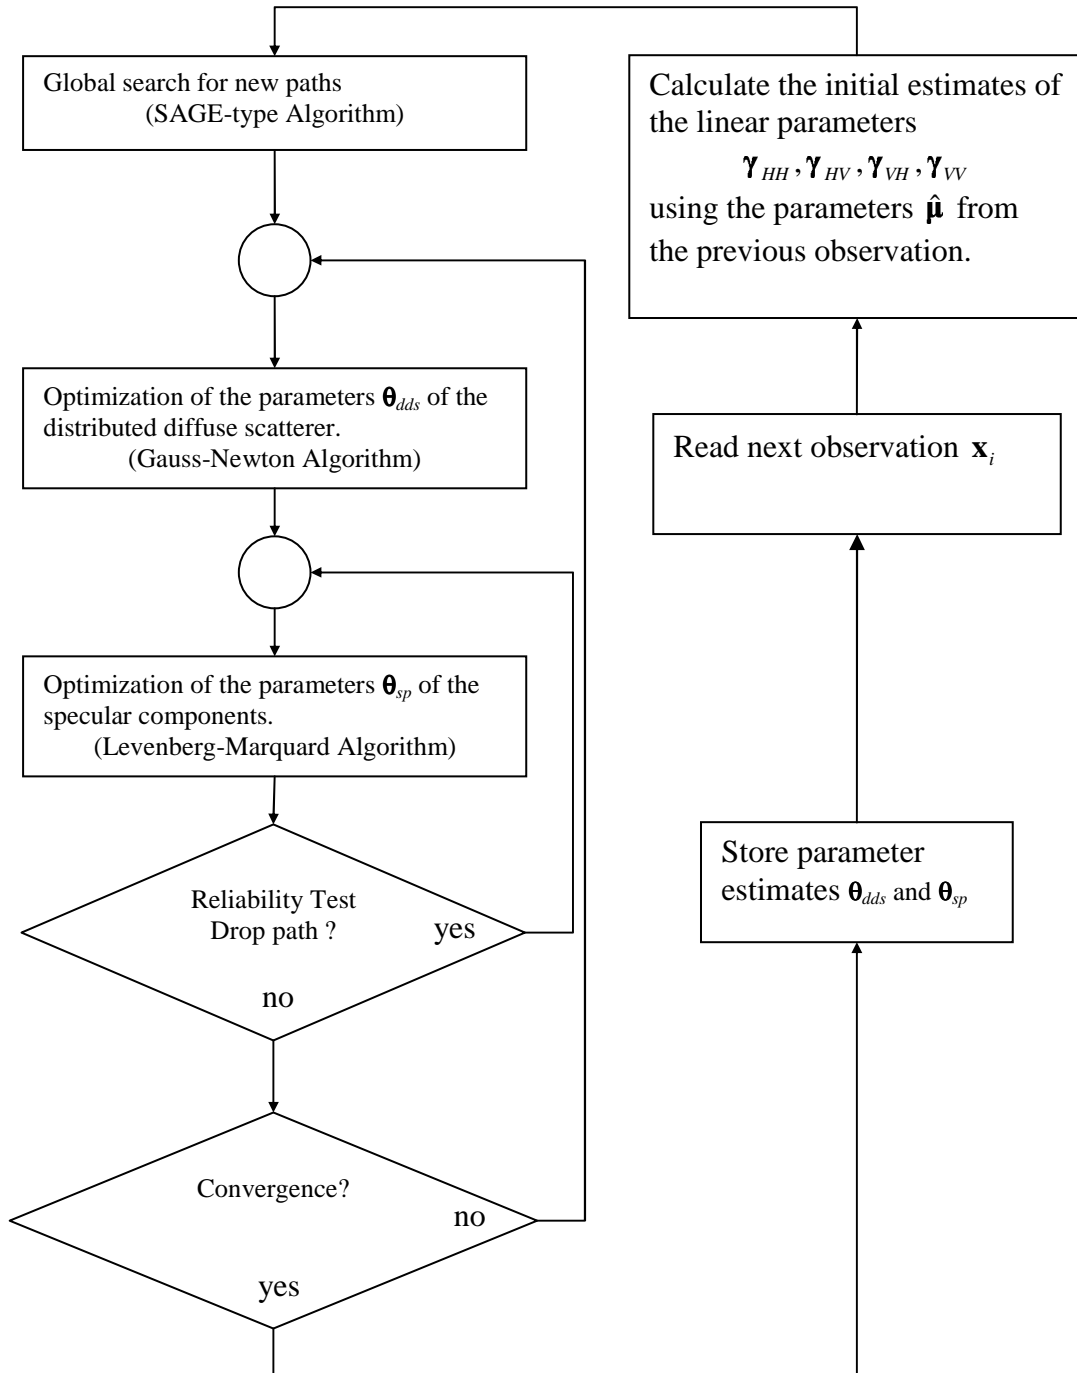 Global search for new paths
(SAGE-type Algorithm)
Optimization of the parameters θ_dds of the
distributed diffuse scatterer.
(Gauss-Newton Algorithm)
Optimization of the parameters θ_sp of the
specular components.
(Levenberg-Marquard Algorithm)
Reliability Test
Drop path ?
yes
no
Convergence?
no
yes
Calculate the initial estimates of
the linear parameters
γ_HH, γ_HV, γ_VH, γ_VV
using the parameters μ̂ from
the previous observation.
Read next observation x_i
Store parameter
estimates θ_dds and θ_sp